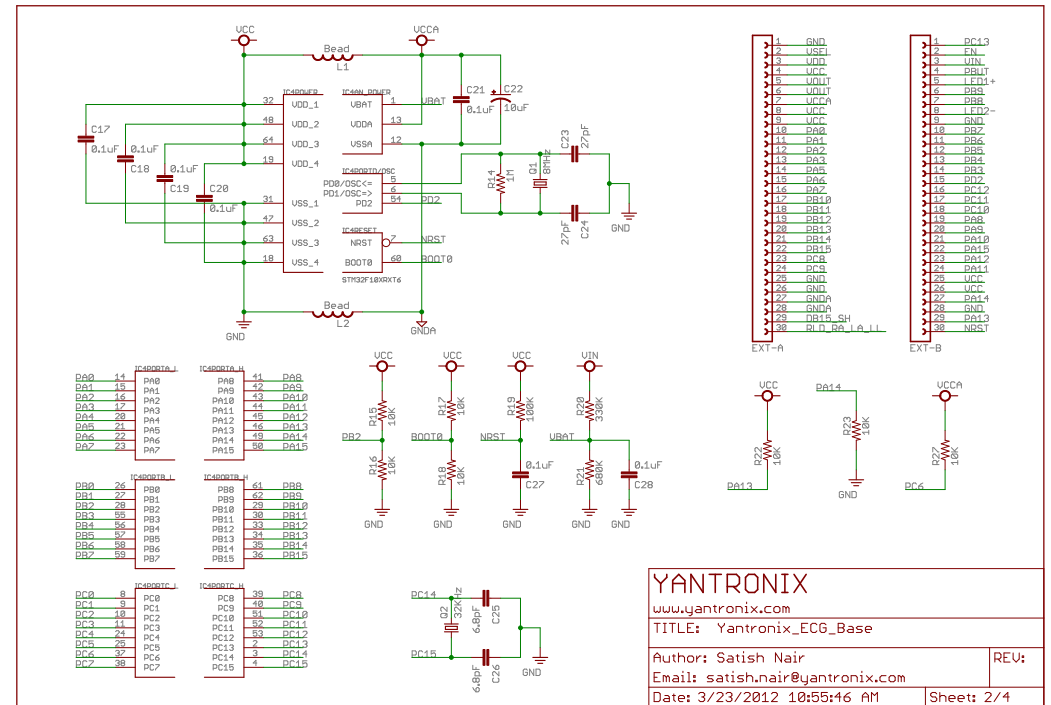 VCC
VCCA
Bead
L1
IC4POWER
32 VDD_1
48 VDD_2
64 VDD_3
19 VDD_4
31 VSS_1
47 VSS_2
63 VSS_3
18 VSS_4
C17
0.1uF
0.1uF
C18
0.1uF
C19
C20
0.1uF
IC4AN_POWER
VBAT 1 VBAT
VDDA 13
VSSA 12
C21
0.1uF
C22
10uF
IC4PORTD/OSC
PD0/OSC<= 5
PD1/OSC=> 6
PD2 54 PD2
IC4RESET
NRST 7 NRST
BOOT0 60 BOOT0
STM32F10XRXT6
R14
1M
Q1
8MHz
C23
27pF
27pF
C24
GND
Bead
L2
GND
GNDA
1 GND
2 VSEL
3 VDD
4 VCC
5 VOUT
6 VOUT
7 VCCA
8 VCC
9 VCC
10 PA0
11 PA1
12 PA2
13 PA3
14 PA5
15 PA6
16 PA7
17 PB10
18 PB11
19 PB12
20 PB13
21 PB14
22 PB15
23 PC8
24 PC9
25 GND
26 GND
27 GNDA
28 GNDA
29 DB15_SH
30 RLD_RA_LA_LL
EXT-A
1 PC13
2 EN
3 VIN
4 PBUT
5 LED1+
6 PB9
7 PB8
8 LED2-
9 GND
10 PB7
11 PB6
12 PB5
13 PB4
14 PB3
15 PD2
16 PC12
17 PC11
18 PC10
19 PA8
20 PA9
21 PA10
22 PA15
23 PA12
24 PA11
25 VCC
26 VCC
27 PA14
28 GND
29 PA13
30 NRST
EXT-B
IC4PORTA_L
PA0 14 PA0
PA1 15 PA1
PA2 16 PA2
PA3 17 PA3
PA4 20 PA4
PA5 21 PA5
PA6 22 PA6
PA7 23 PA7
IC4PORTA_H
PA8 41 PA8
PA9 42 PA9
PA10 43 PA10
PA11 44 PA11
PA12 45 PA12
PA13 46 PA13
PA14 49 PA14
PA15 50 PA15
IC4PORTB_L
PB0 26 PB0
PB1 27 PB1
PB2 28 PB2
PB3 55 PB3
PB4 56 PB4
PB5 57 PB5
PB6 58 PB6
PB7 59 PB7
IC4PORTB_H
PB8 61 PB8
PB9 62 PB9
PB10 29 PB10
PB11 30 PB11
PB12 33 PB12
PB13 34 PB13
PB14 35 PB14
PB15 36 PB15
IC4PORTC_L
PC0 8 PC0
PC1 9 PC1
PC2 10 PC2
PC3 11 PC3
PC4 24 PC4
PC5 25 PC5
PC6 37 PC6
PC7 38 PC7
IC4PORTC_H
PC8 39 PC8
PC9 40 PC9
PC10 51 PC10
PC11 52 PC11
PC12 53 PC12
PC13 2 PC13
PC14 3 PC14
PC15 4 PC15
VCC
R15
10K
PB2
R16
10K
GND
VCC
R17
10K
BOOT0
R18
10K
GND
VCC
R19
100K
NRST
0.1uF
C27
GND
VIN
R20
330K
VBAT
R21
680K
0.1uF
C28
GND
GND
VCC
R22
10K
PA13
PA14
R23
10K
GND
VCCA
R27
10K
PC6
PC14
Q2
32KHz
6.8pF
C25
PC15
6.8pF
C26
GND
YANTRONIX
www.yantronix.com
TITLE: Yantronix_ECG_Base
Author: Satish Nair
REV:
Email: satish.nair@yantronix.com
Date: 3/23/2012 10:55:46 AM
Sheet: 2/4